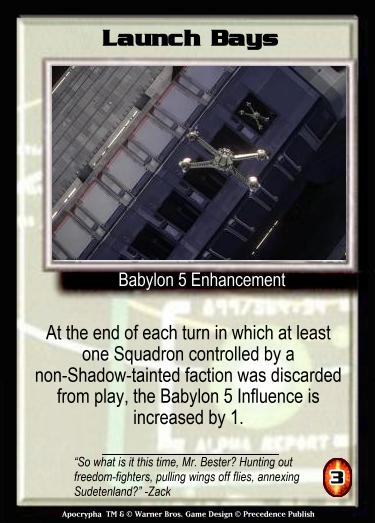 Launch Bays
Babylon 5 Enhancement
At the end of each turn in which at least
one Squadron controlled by a
non-Shadow-tainted faction was discarded
from play, the Babylon 5 Influence is
increased by 1.
“So what is it this time, Mr. Bester? Hunting out
freedom-fighters, pulling wings off flies, annexing
Sudetenland?” -Zack
3
Apocrypha TM & © Warner Bros. Game Design © Precedence Publish